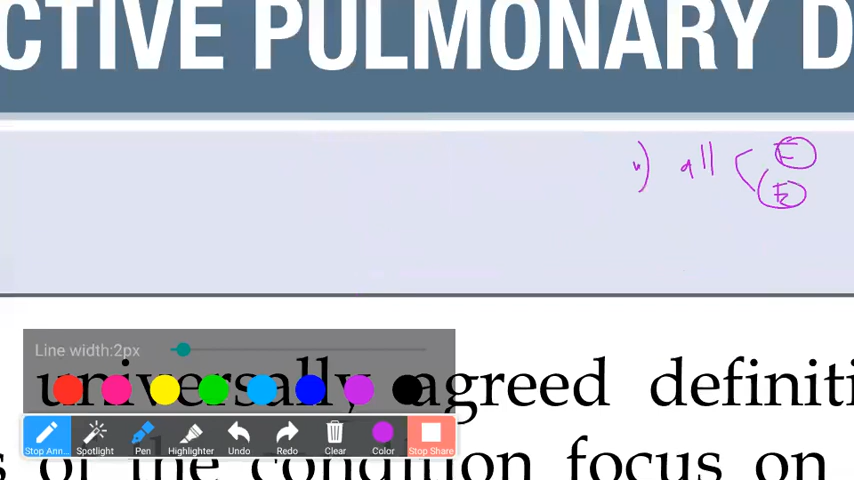 CTIVE PULMONARY D
all
Line width:2px
universally agreed definiti
Stop Ann... Spotlight Pen Highlighter Undo Redo Clear Color Stop Share
s of the condition focus on